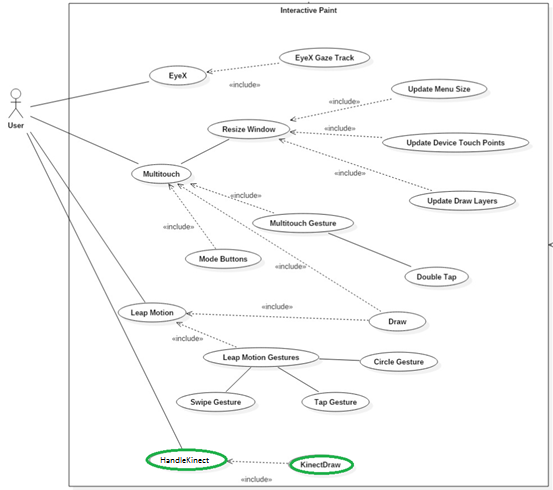 Interactive Paint
EyeX Gaze Track
EyeX
«include»
Update Menu Size
«include»
User
Resize Window
«include»
Update Device Touch Points
Multitouch
«include»
«include»
Update Draw Layers
Multitouch Gesture
«include»
Mode Buttons
«include»
Double Tap
«include»
Leap Motion
Draw
«include»
Leap Motion Gestures
Circle Gesture
Swipe Gesture
Tap Gesture
HandleKinect
KinectDraw
«include»